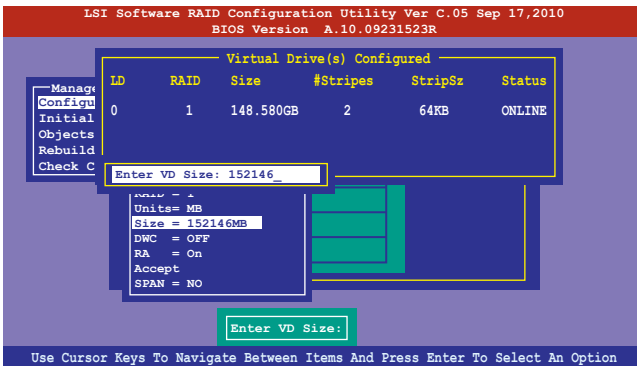 LSI Software RAID Configuration Utility Ver C.05 Sep 17,2010
BIOS Version A.10.09231523R
Virtual Drive(s) Configured
LD RAID Size #Stripes StripSz Status
0 1 148.580GB 2 64KB ONLINE
Manage
Configu
Initial
Objects
Rebuild
Check C
Enter VD Size: 152146_
RAID = 1
Units= MB
Size = 152146MB
DWC = OFF
RA = On
Accept
SPAN = NO
Enter VD Size:
Use Cursor Keys To Navigate Between Items And Press Enter To Select An Option